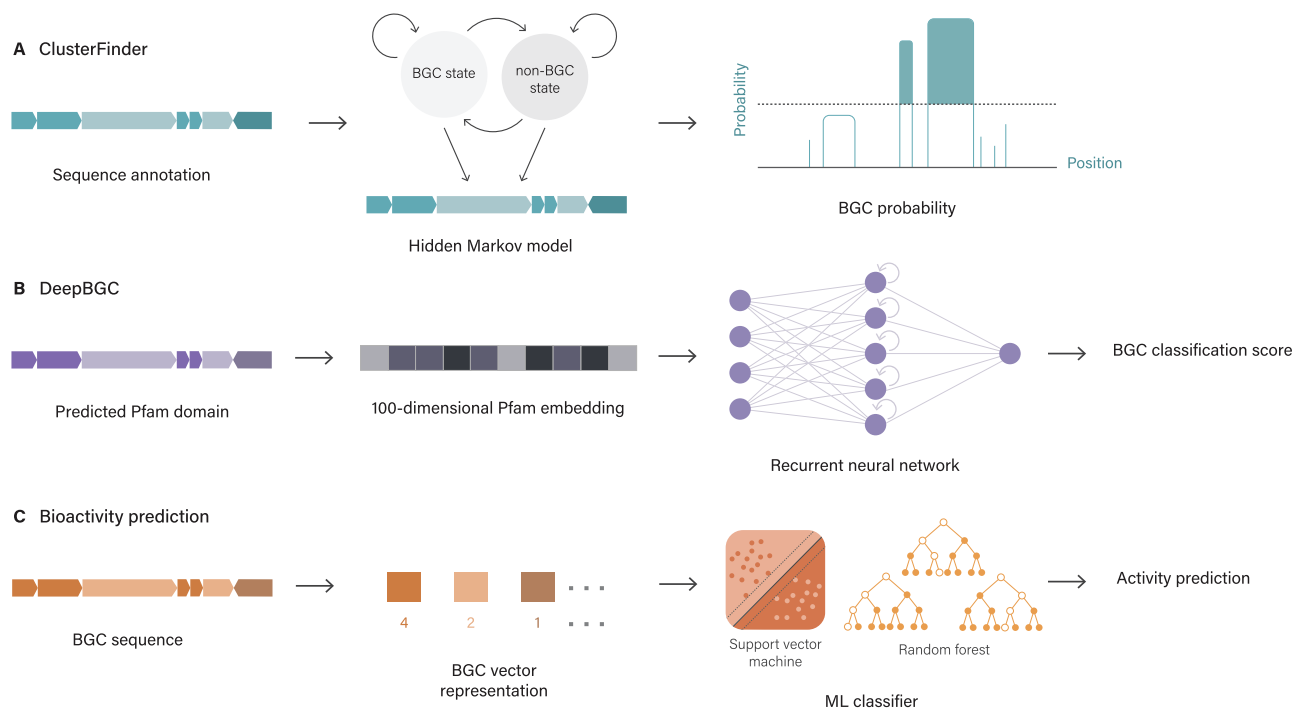 A ClusterFinder
Sequence annotation
BGC state
non-BGC
state
Hidden Markov model
Probability
Position
BGC probability
B DeepBGC
Predicted Pfam domain
100-dimensional Pfam embedding
Recurrent neural network
BGC classification score
C Bioactivity prediction
BGC sequence
4 2 1
BGC vector
representation
Support vector
machine
Random forest
ML classifier
Activity prediction